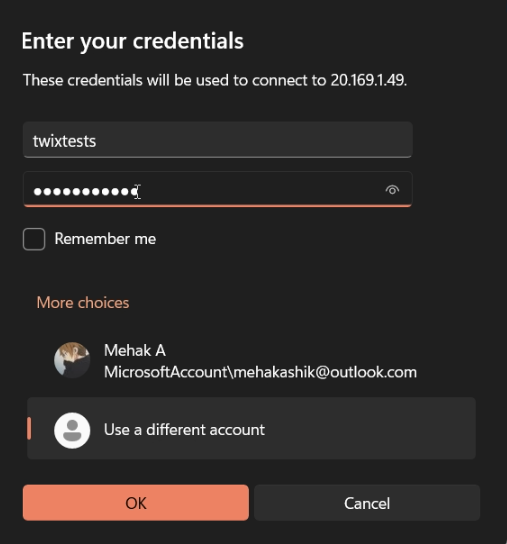 Enter your credentials
These credentials will be used to connect to 20.169.1.49.
twixtests
●●●●●●●●●●●
Remember me
More choices
Mehak A
MicrosoftAccount\mehakashik@outlook.com
Use a different account
OK
Cancel